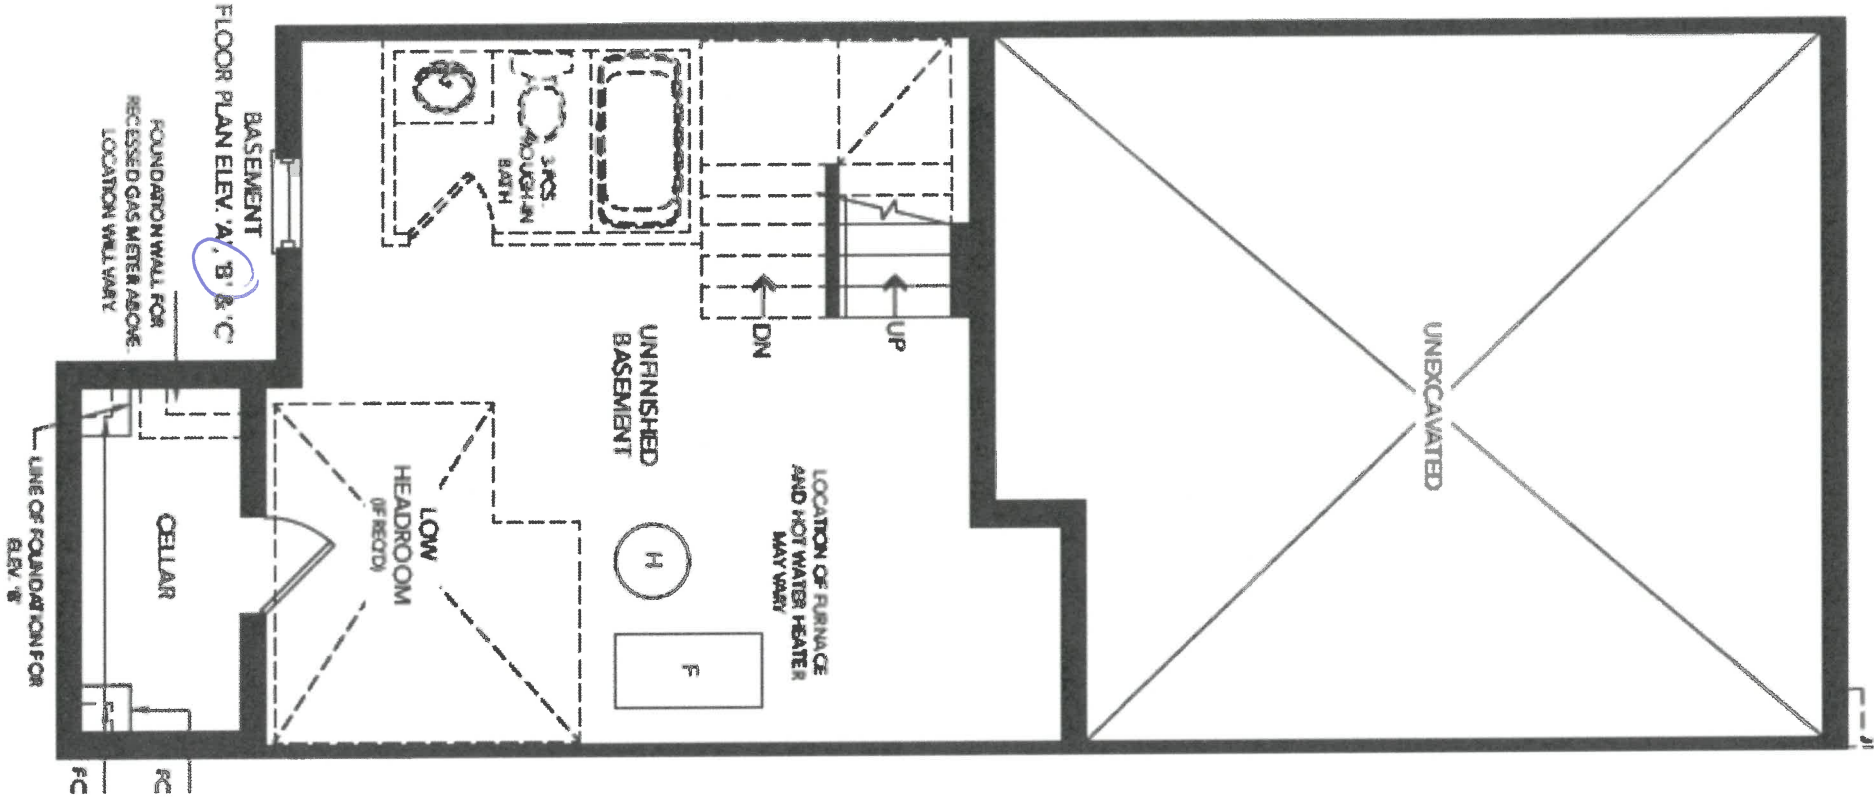 BASEMENT
FLOOR PLAN ELEV. 'A', 'B' & 'C'
FOUNDATION WALL FOR
RECESSED GAS METER ABOVE.
LOCATION WILL VARY
3 PCS.
ROUGH-IN
BATH
DN
UP
UNFINISHED
BASEMENT
UNEXCAVATED
LOCATION OF FURNACE
AND HOT WATER HEATER
MAY VARY
H
F
LOW
HEADROOM
(IF REQ'D)
CELLAR
LINE OF FOUNDATION FOR
ELEV. 'B'
FC
FC